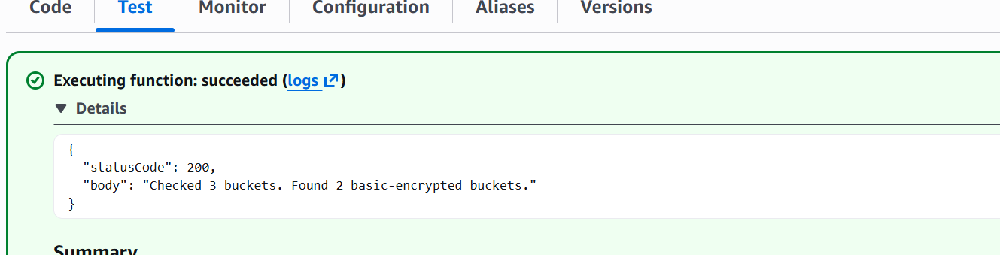 Code Test Monitor Configuration Aliases Versions
Executing function: succeeded (logs)
▼ Details
{
  "statusCode": 200,
  "body": "Checked 3 buckets. Found 2 basic-encrypted buckets."
}
Summary